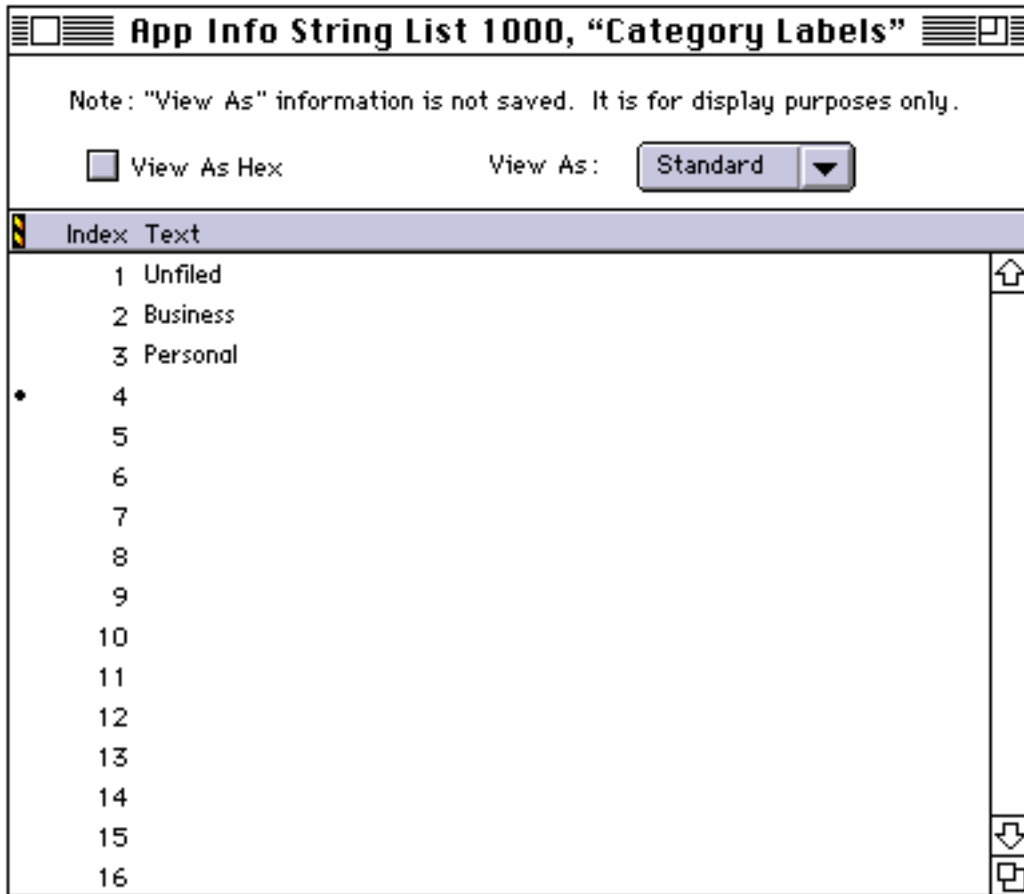 App Info String List 1000, “Category Labels”
Note: "View As" information is not saved. It is for display purposes only.
View As Hex View As: Standard
Index Text
1 Unfiled
2 Business
3 Personal
• 4
5
6
7
8
9
10
11
12
13
14
15
16